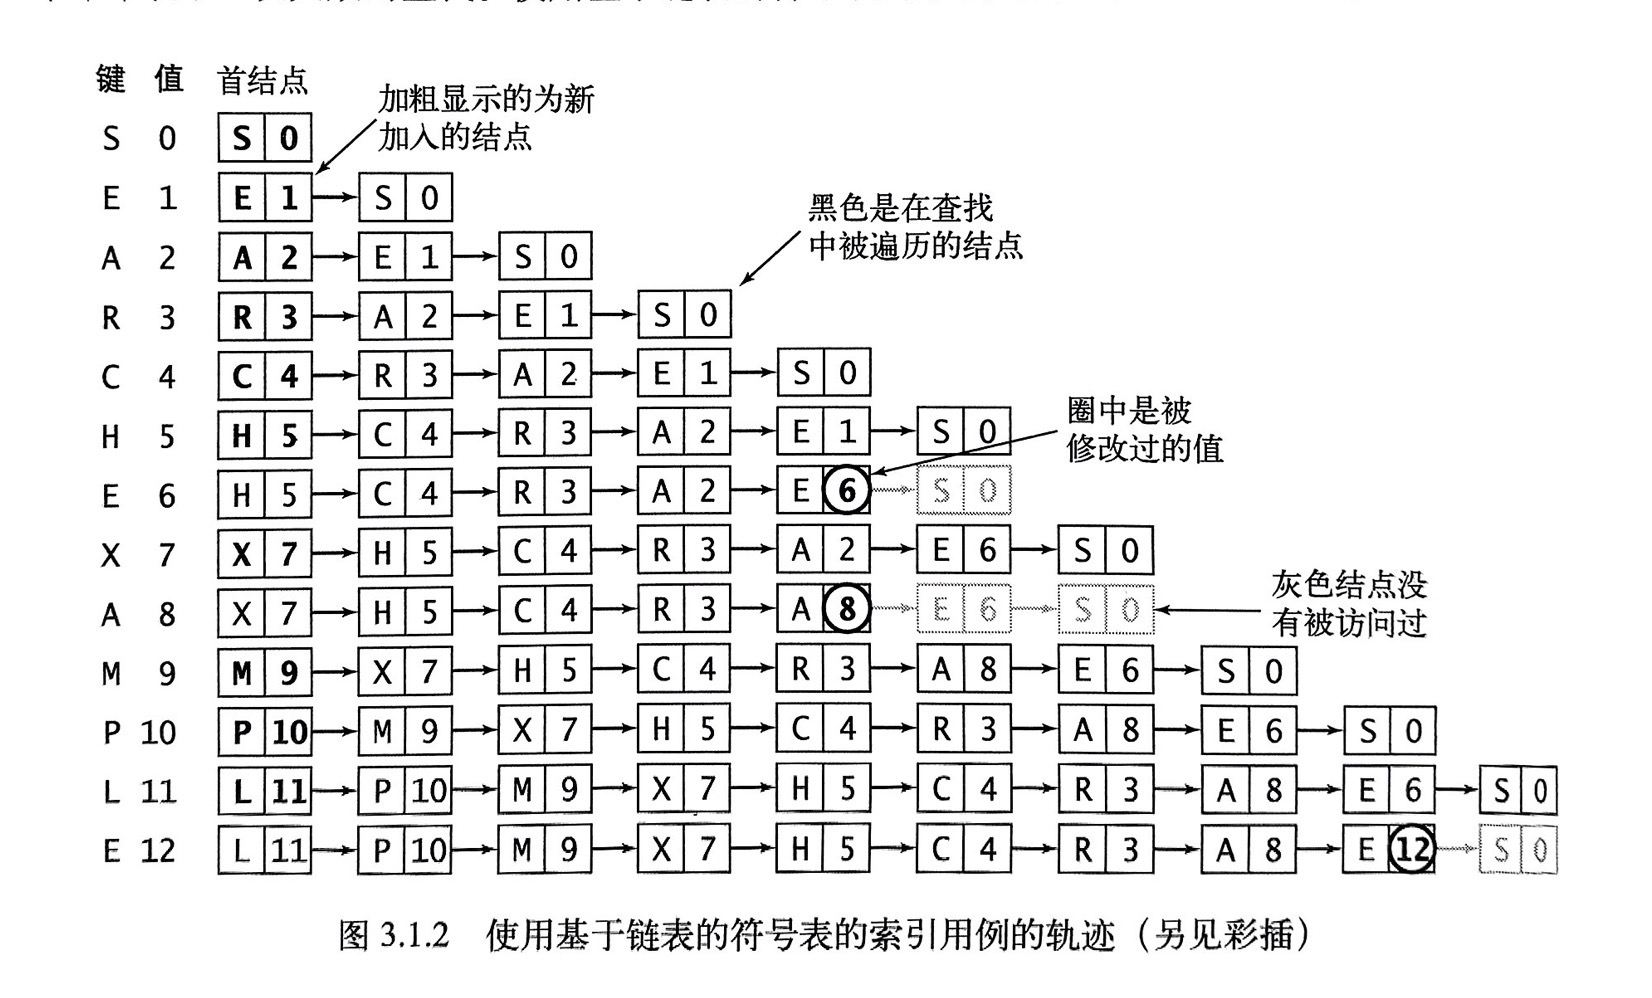 键 值 首结点
加粗显示的为新
加入的结点
S 0 S 0
E 1 E 1 S 0
黑色是在查找
中被遍历的结点
A 2 A 2 E 1 S 0
R 3 R 3 A 2 E 1 S 0
C 4 C 4 R 3 A 2 E 1 S 0
圈中是被
修改过的值
H 5 H 5 C 4 R 3 A 2 E 1 S 0
E 6 H 5 C 4 R 3 A 2 E 6 S 0
X 7 X 7 H 5 C 4 R 3 A 2 E 6 S 0
灰色结点没
有被访问过
A 8 X 7 H 5 C 4 R 3 A 8 E 6 S 0
M 9 M 9 X 7 H 5 C 4 R 3 A 8 E 6 S 0
P 10 P 10 M 9 X 7 H 5 C 4 R 3 A 8 E 6 S 0
L 11 L 11 P 10 M 9 X 7 H 5 C 4 R 3 A 8 E 6 S 0
E 12 L 11 P 10 M 9 X 7 H 5 C 4 R 3 A 8 E 12 S 0
图 3.1.2 使用基于链表的符号表的索引用例的轨迹（另见彩插）